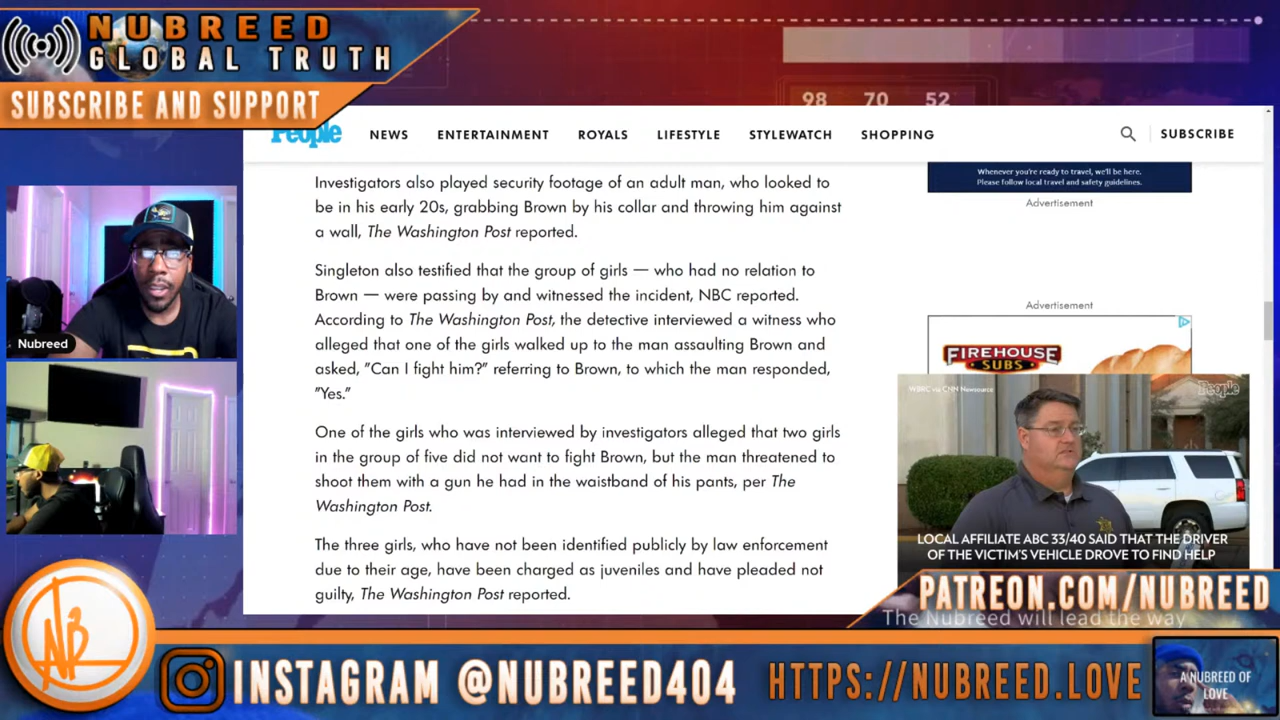 NUBREED
GLOBAL TRUTH
SUBSCRIBE AND SUPPORT
98 70 52
People
NEWS ENTERTAINMENT ROYALS LIFESTYLE STYLEWATCH SHOPPING SUBSCRIBE
Investigators also played security footage of an adult man, who looked to
be in his early 20s, grabbing Brown by his collar and throwing him against
a wall, The Washington Post reported.
Singleton also testified that the group of girls — who had no relation to
Brown — were passing by and witnessed the incident, NBC reported.
According to The Washington Post, the detective interviewed a witness who
alleged that one of the girls walked up to the man assaulting Brown and
asked, "Can I fight him?" referring to Brown, to which the man responded,
"Yes."
One of the girls who was interviewed by investigators alleged that two girls
in the group of five did not want to fight Brown, but the man threatened to
shoot them with a gun he had in the waistband of his pants, per The
Washington Post.
The three girls, who have not been identified publicly by law enforcement
due to their age, have been charged as juveniles and have pleaded not
guilty, The Washington Post reported.
Whenever you're ready to travel, we'll be here.
Please follow local travel and safety guidelines.
Advertisement
Advertisement
FIREHOUSE
SUBS
WBRC via CNN Newsource
People
LOCAL AFFILIATE ABC 33/40 SAID THAT THE DRIVER
OF THE VICTIM'S VEHICLE DROVE TO FIND HELP
Nubreed
PATREON.COM/NUBREED
The Nubreed will lead the way
NB
INSTAGRAM @NUBREED404
HTTPS://NUBREED.LOVE
A NUBREED OF
LOVE